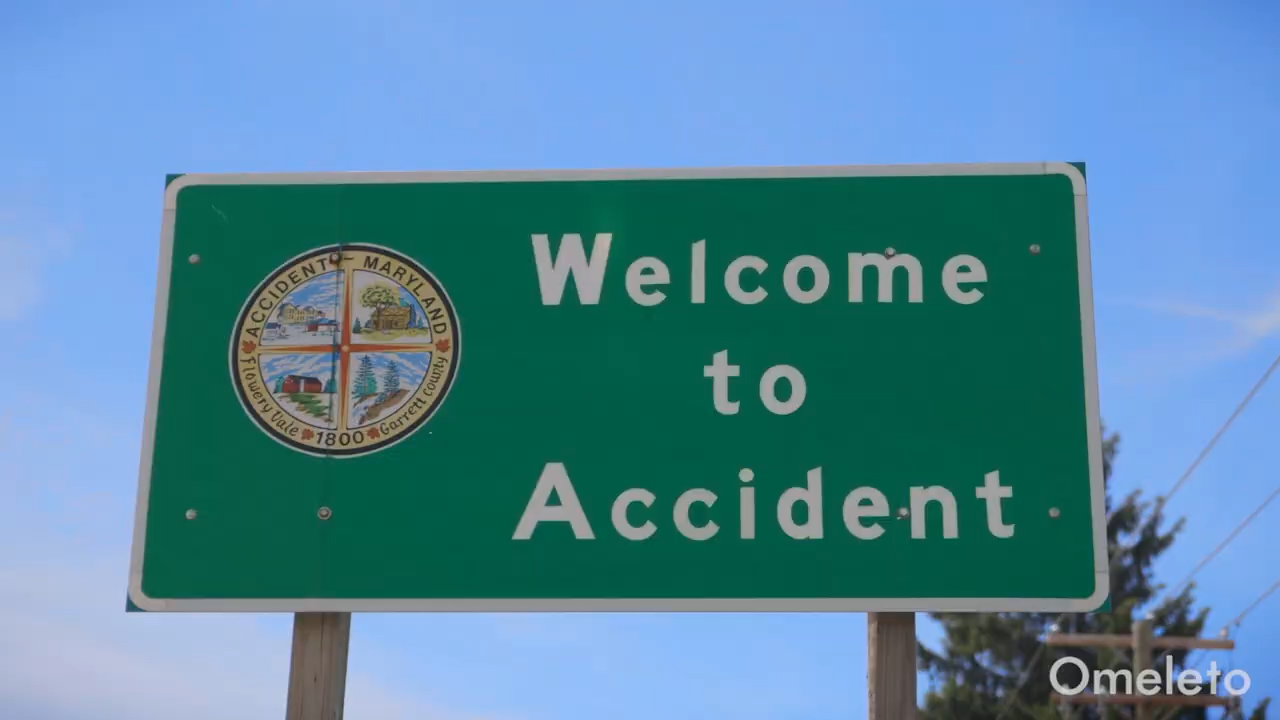 ACCIDENT - MARYLAND
Flowery Vale 1800 Garrett County
Welcome
to
Accident
Omeleto